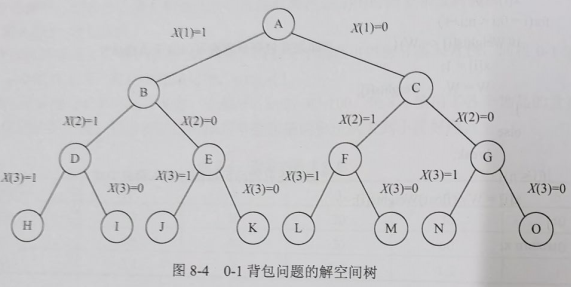 A
X(1)=1
X(1)=0
B
C
X(2)=1
X(2)=0
X(2)=1
X(2)=0
D
E
F
G
X(3)=1
X(3)=0
X(3)=1
X(3)=0
X(3)=1
X(3)=0
X(3)=1
X(3)=0
H
I
J
K
L
M
N
O
图 8-4 0-1 背包问题的解空间树